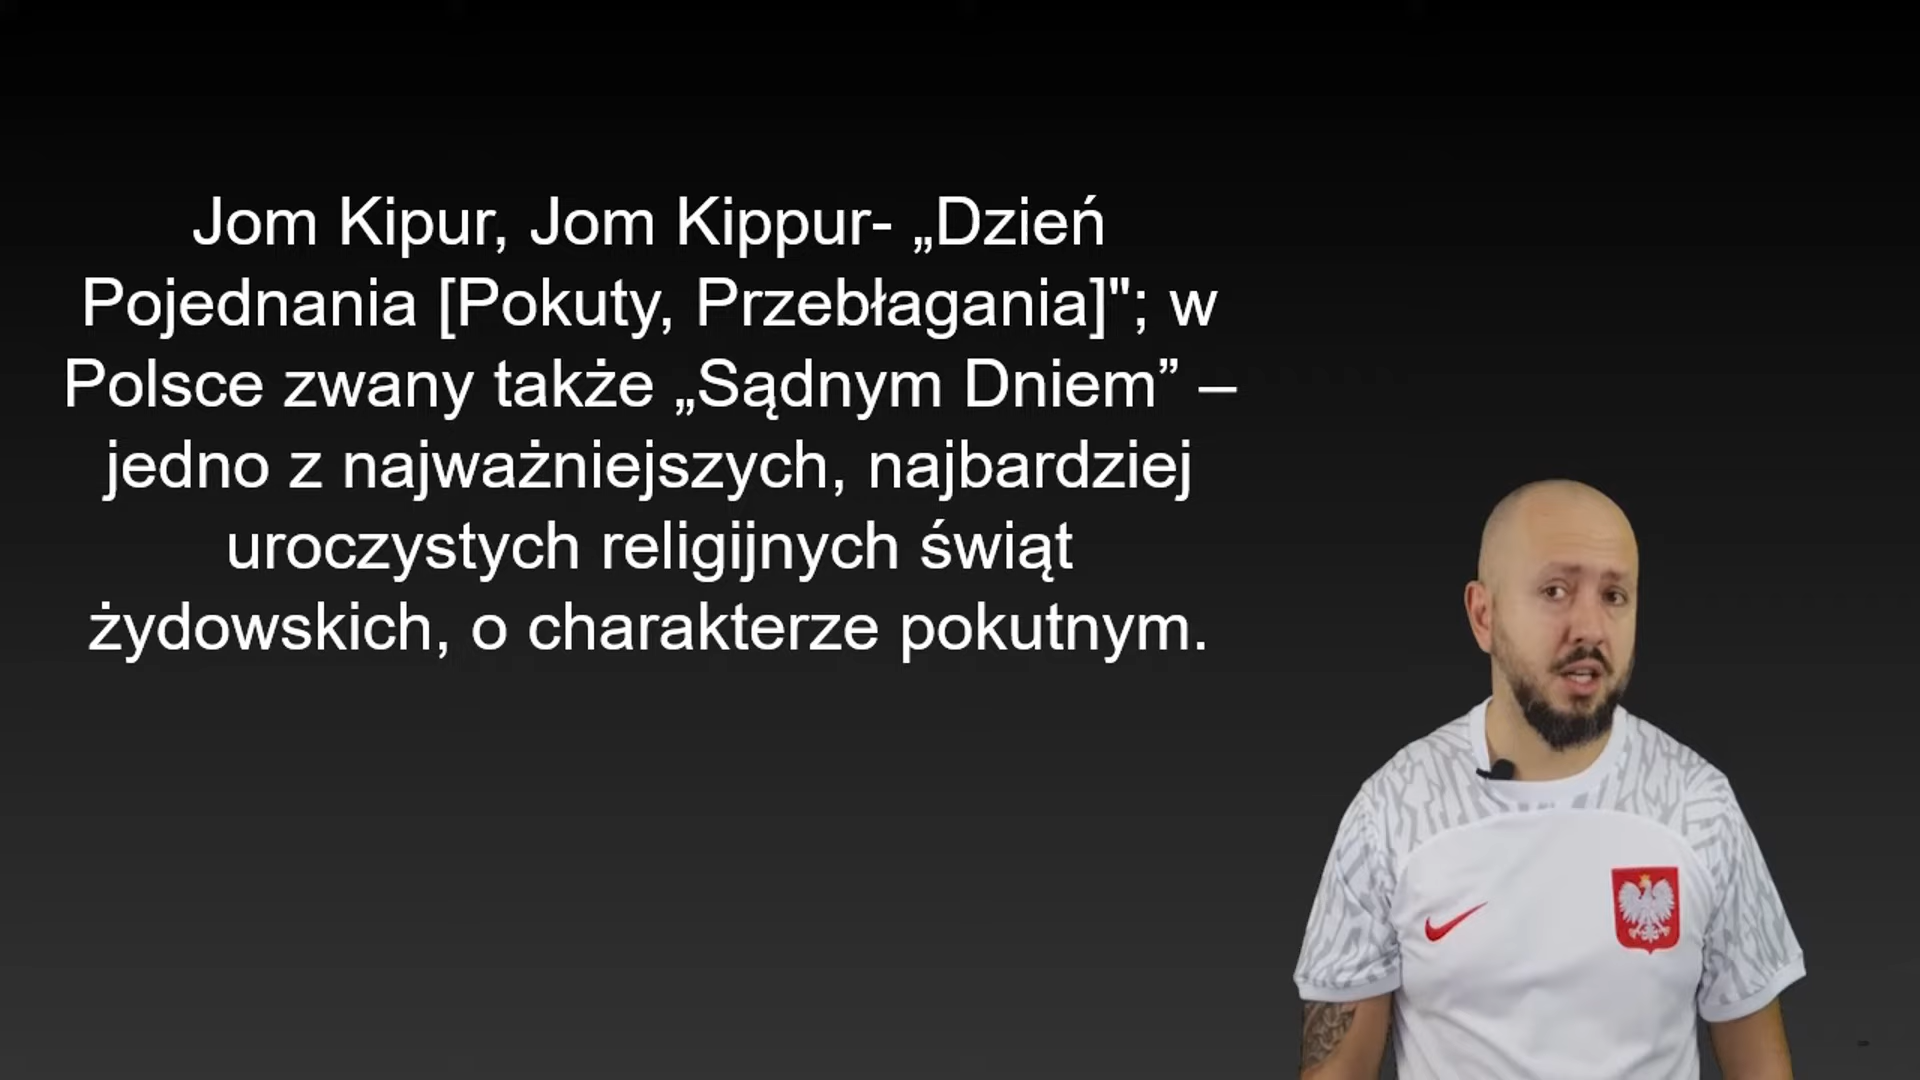 Jom Kipur, Jom Kippur- „Dzień
Pojednania [Pokuty, Przebłagania]"; w
Polsce zwany także „Sądnym Dniem” –
jedno z najważniejszych, najbardziej
uroczystych religijnych świąt
żydowskich, o charakterze pokutnym.